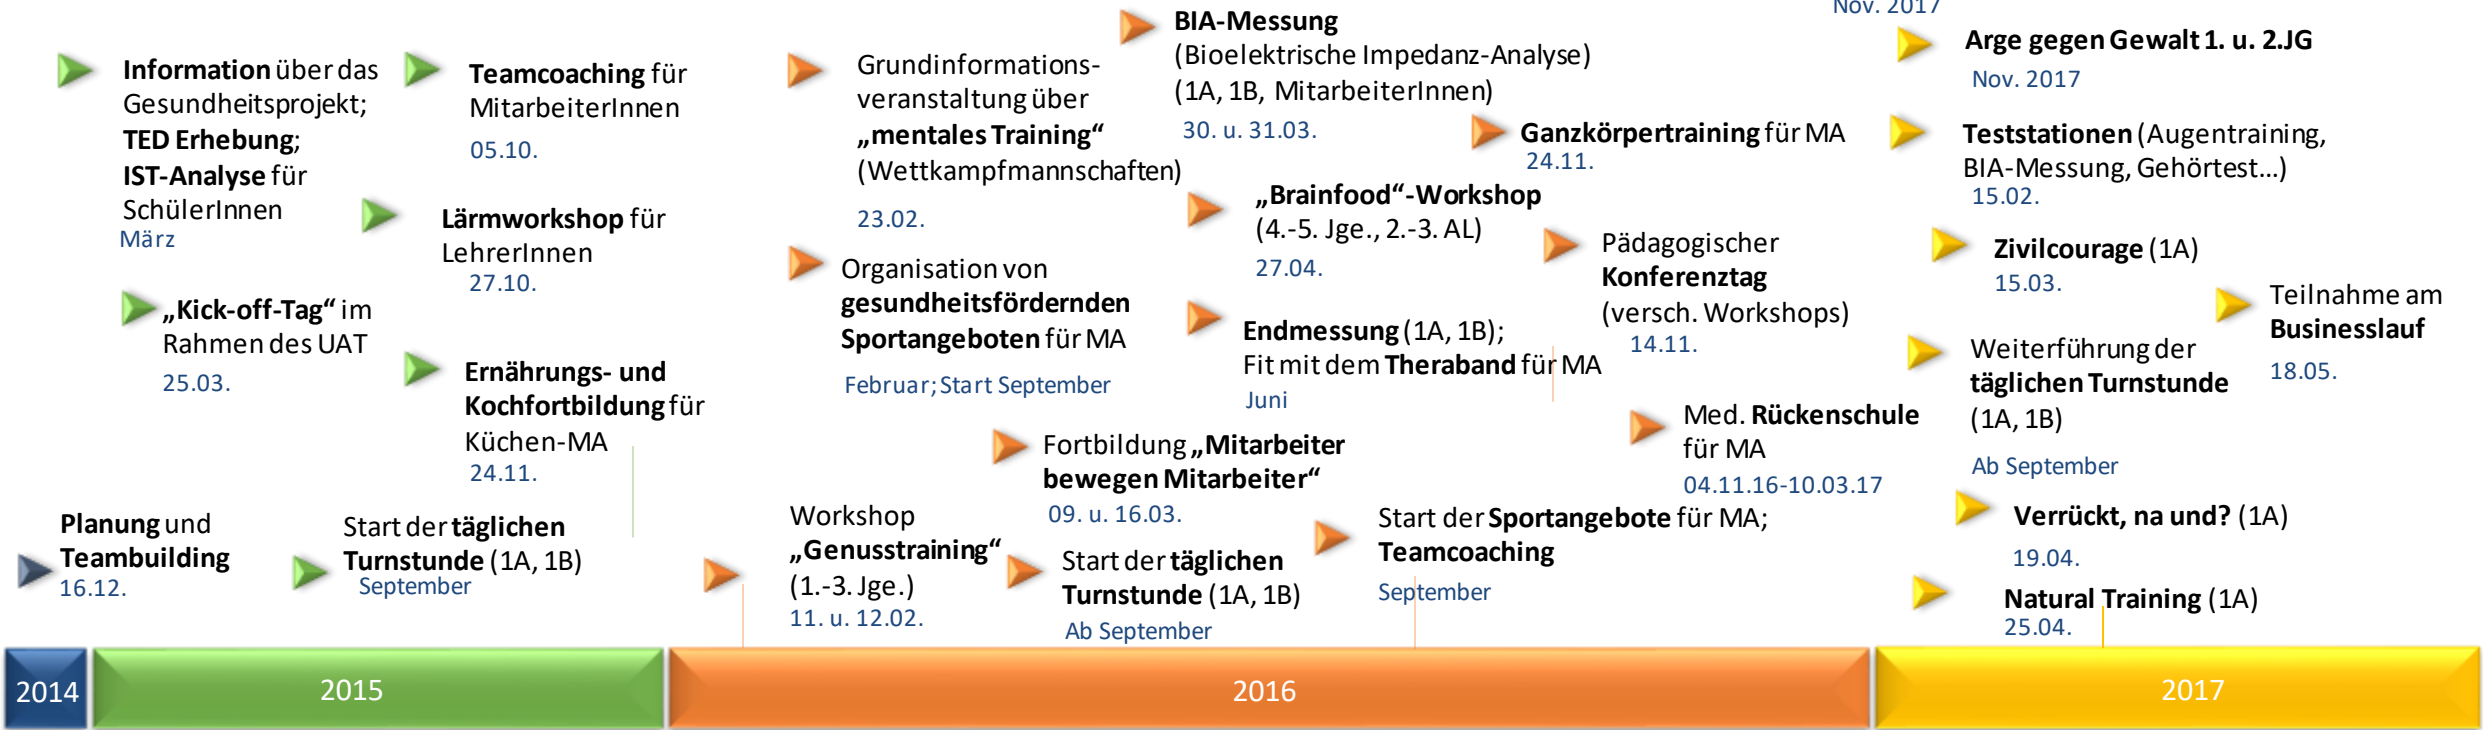 Information über das
Gesundheitsprojekt;
TED Erhebung;
IST-Analyse für
SchülerInnen
März
„Kick-off-Tag“ im
Rahmen des UAT
25.03.
Planung und
Teambuilding
16.12.
Teamcoaching für
MitarbeiterInnen
05.10.
Lärmworkshop für
LehrerInnen
27.10.
Ernährungs- und
Kochfortbildung für
Küchen-MA
24.11.
Start der täglichen
Turnstunde (1A, 1B)
September
Grundinformations-
veranstaltung über
„mentales Training“
(Wettkampfmannschaften)
23.02.
Organisation von
gesundheitsfördernden
Sportangeboten für MA
Februar; Start September
Workshop
„Genusstraining“
(1.-3. Jge.)
11. u. 12.02.
BIA-Messung
(Bioelektrische Impedanz-Analyse)
(1A, 1B, MitarbeiterInnen)
30. u. 31.03.
„Brainfood“-Workshop
(4.-5. Jge., 2.-3. AL)
27.04.
Endmessung (1A, 1B);
Fit mit dem Theraband für MA
Juni
Fortbildung „Mitarbeiter
bewegen Mitarbeiter“
09. u. 16.03.
Start der täglichen
Turnstunde (1A, 1B)
Ab September
Ganzkörpertraining für MA
24.11.
Pädagogischer
Konferenztag
(versch. Workshops)
14.11.
Med. Rückenschule
für MA
04.11.16-10.03.17
Start der Sportangebote für MA;
Teamcoaching
September
Nov. 2017
Arge gegen Gewalt 1. u. 2.JG
Nov. 2017
Teststationen (Augentraining,
BIA-Messung, Gehörtest...)
15.02.
Zivilcourage (1A)
15.03.
Teilnahme am
Businesslauf
18.05.
Weiterführung der
täglichen Turnstunde
(1A, 1B)
Ab September
Verrückt, na und? (1A)
19.04.
Natural Training (1A)
25.04.
2014
2015
2016
2017